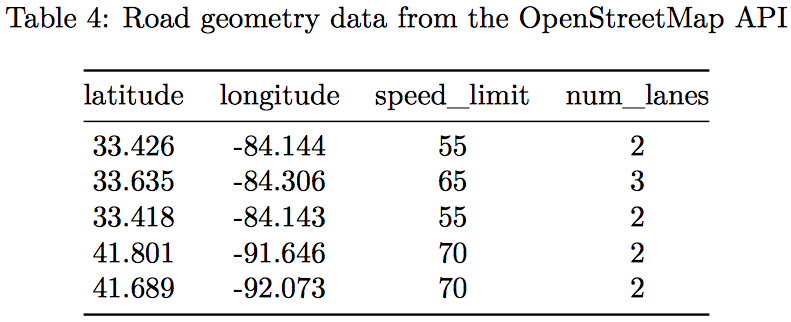 Table 4: Road geometry data from the OpenStreetMap API
latitude longitude speed_limit num_lanes
33.426 -84.144 55 2
33.635 -84.306 65 3
33.418 -84.143 55 2
41.801 -91.646 70 2
41.689 -92.073 70 2